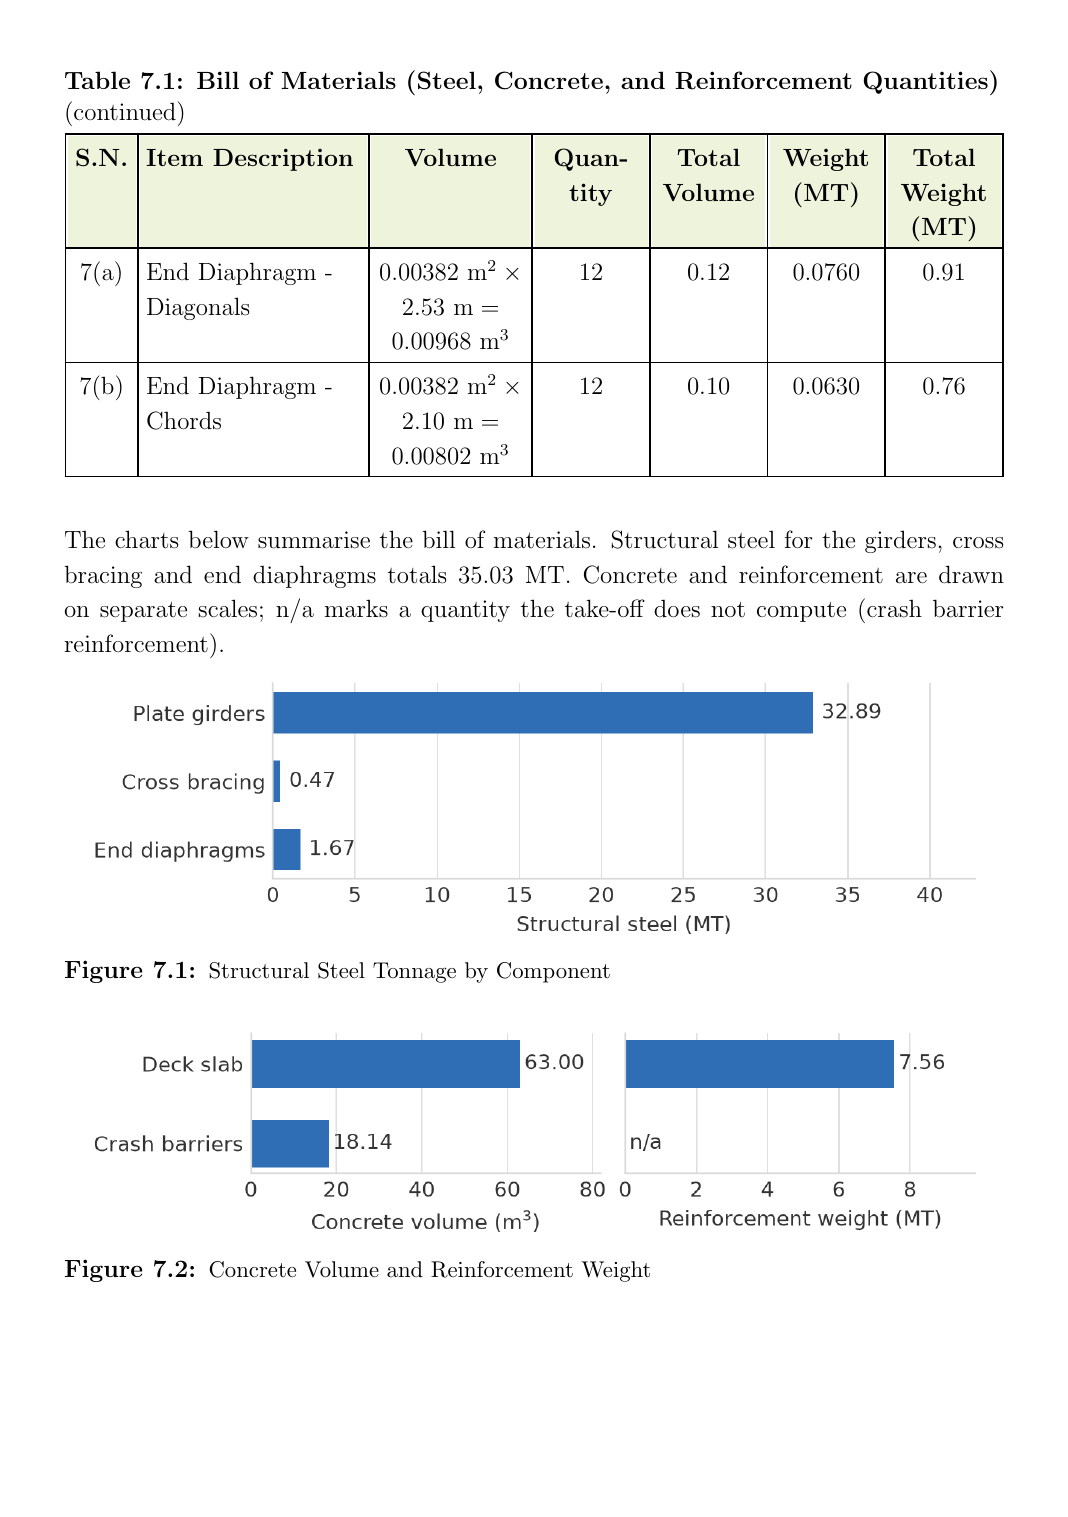 Table 7.1: Bill of Materials (Steel, Concrete, and Reinforcement Quantities)
(continued)
S.N. Item Description Volume Quan- Total Weight Total
tity Volume (MT) Weight
(MT)
7(a) End Diaphragm - 0.00382 m² × 12 0.12 0.0760 0.91
Diagonals 2.53 m =
0.00968 m³
7(b) End Diaphragm - 0.00382 m² × 12 0.10 0.0630 0.76
Chords 2.10 m =
0.00802 m³
The charts below summarise the bill of materials. Structural steel for the girders, cross
bracing and end diaphragms totals 35.03 MT. Concrete and reinforcement are drawn
on separate scales; n/a marks a quantity the take-off does not compute (crash barrier
reinforcement).
Plate girders 32.89
Cross bracing 0.47
End diaphragms 1.67
0 5 10 15 20 25 30 35 40
Structural steel (MT)
Figure 7.1: Structural Steel Tonnage by Component
Deck slab 63.00 7.56
Crash barriers 18.14 n/a
0 20 40 60 80 0 2 4 6 8
Concrete volume (m³) Reinforcement weight (MT)
Figure 7.2: Concrete Volume and Reinforcement Weight